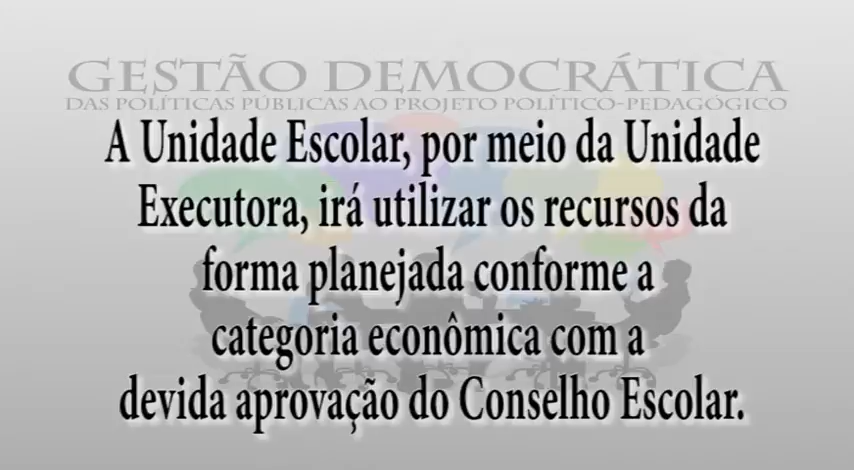 GESTÃO DEMOCRÁTICA
DAS POLÍTICAS PÚBLICAS AO PROJETO POLÍTICO-PEDAGÓGICO
A Unidade Escolar, por meio da Unidade
Executora, irá utilizar os recursos da
forma planejada conforme a
categoria econômica com a
devida aprovação do Conselho Escolar.